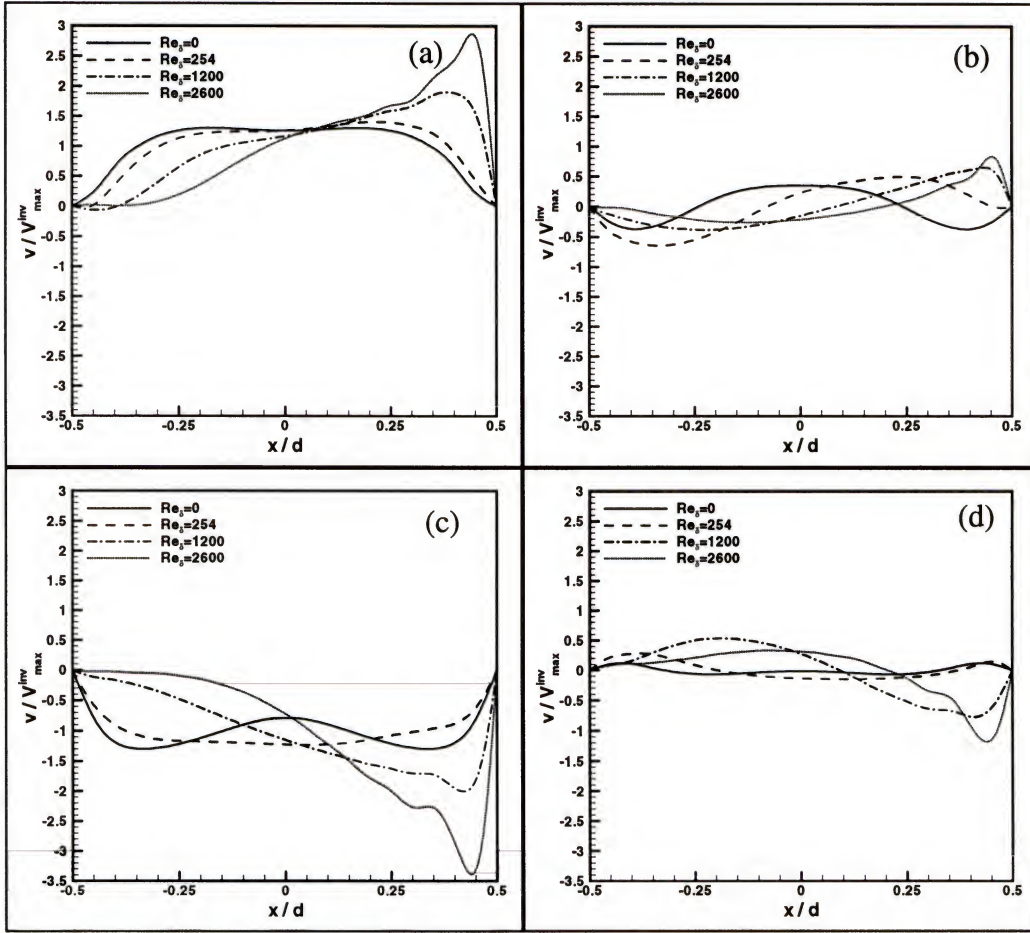 (a)
Re_δ=0
Re_δ=254
Re_δ=1200
Re_δ=2600
3
2.5
2
1.5
1
0.5
0
-0.5
-1
-1.5
-2
-2.5
-3
-3.5
v / V^inv_max
-0.5 -0.25 0 0.25 0.5
x / d
(b)
Re_δ=0
Re_δ=254
Re_δ=1200
Re_δ=2600
3
2.5
2
1.5
1
0.5
0
-0.5
-1
-1.5
-2
-2.5
-3
-3.5
v / V^inv_max
-0.5 -0.25 0 0.25 0.5
x / d
(c)
Re_δ=0
Re_δ=254
Re_δ=1200
Re_δ=2600
3
2.5
2
1.5
1
0.5
0
-0.5
-1
-1.5
-2
-2.5
-3
-3.5
v / V^inv_max
-0.5 -0.25 0 0.25 0.5
x / d
(d)
Re_δ=0
Re_δ=254
Re_δ=1200
Re_δ=2600
3
2.5
2
1.5
1
0.5
0
-0.5
-1
-1.5
-2
-2.5
-3
-3.5
v / V^inv_max
-0.5 -0.25 0 0.25 0.5
x / d